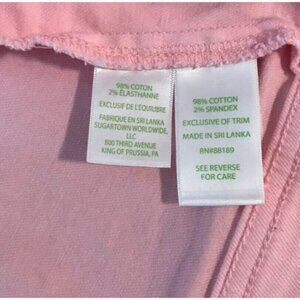 98% COTTON
2% ÉLASTHANNE
EXCLUSIF DE L'ÉQUILIBRE
FABRIQUÉ EN SRI LANKA
SUGARTOWN WORLDWIDE,
LLC
800 THIRD AVENUE
KING OF PRUSSIA, PA
98% COTTON
2% SPANDEX
EXCLUSIVE OF TRIM
MADE IN SRI LANKA
RN#88189
SEE REVERSE
FOR CARE